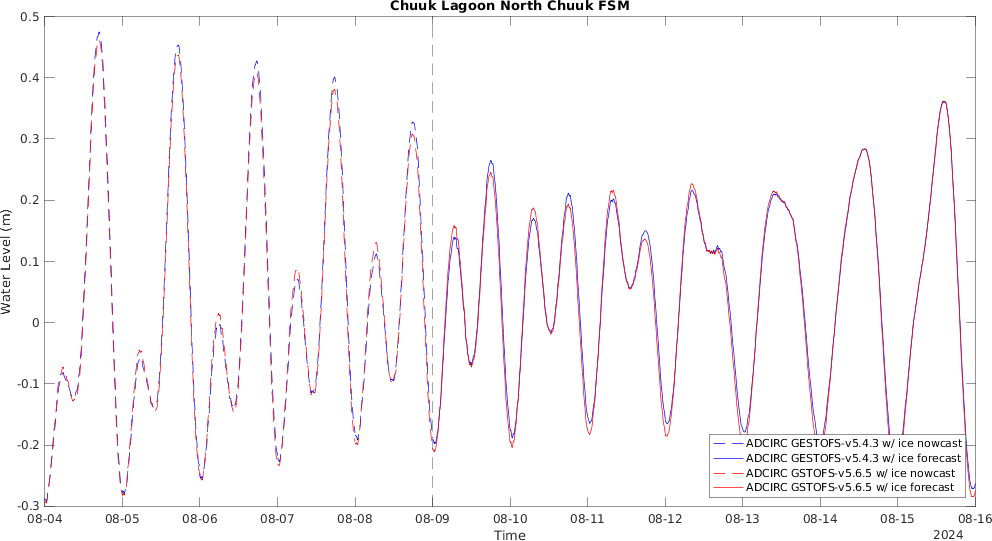 Chuuk Lagoon North Chuuk FSM
0.5
0.4
0.3
0.2
0.1
0
-0.1
-0.2
-0.3
Water Level (m)
ADCIRC GESTOFS-v5.4.3 w/ ice nowcast
ADCIRC GESTOFS-v5.4.3 w/ ice forecast
ADCIRC GSTOFS-v5.6.5 w/ ice nowcast
ADCIRC GSTOFS-v5.6.5 w/ ice forecast
08-04 08-05 08-06 08-07 08-08 08-09 08-10 08-11 08-12 08-13 08-14 08-15 08-16
Time
2024